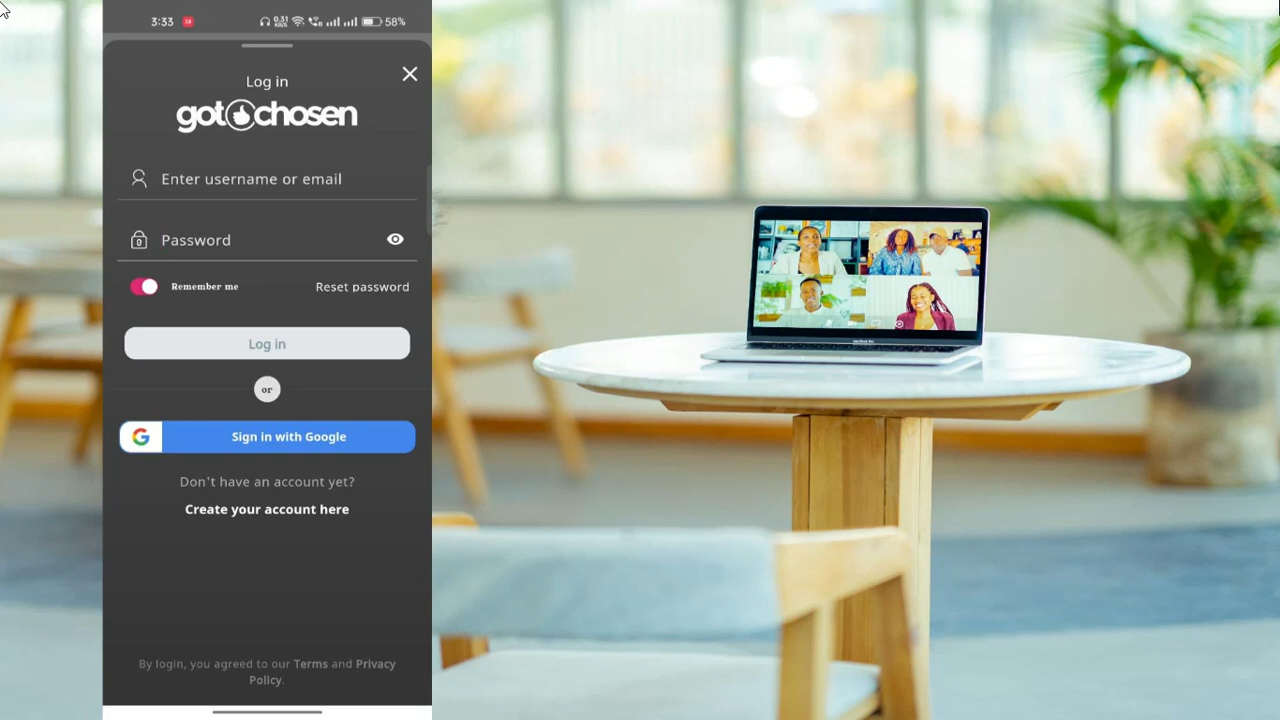 3:33
58%
Log in
gotchosen
Enter username or email
Password
Remember me
Reset password
Log in
or
Sign in with Google
Don't have an account yet?
Create your account here
By login, you agreed to our Terms and Privacy
Policy.